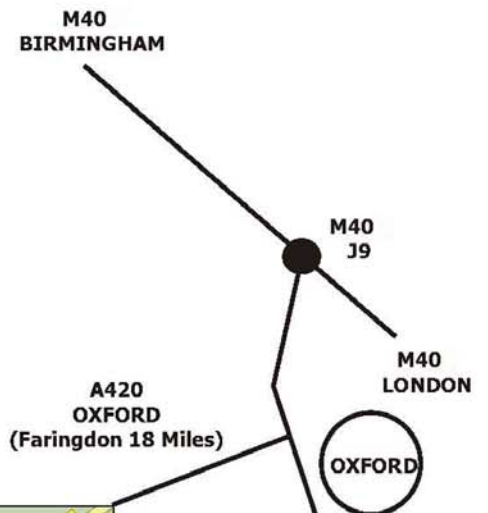 M40
BIRMINGHAM
M40
J9
M40
LONDON
A420
OXFORD
(Faringdon 18 Miles)
OXFORD